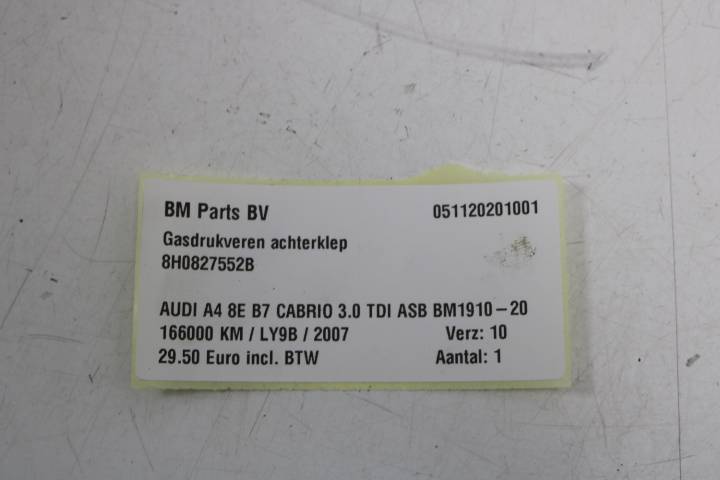 BM Parts BV 051120201001
Gasdrukveren achterklep
8H0827552B
AUDI A4 8E B7 CABRIO 3.0 TDI ASB BM1910-20
166000 KM / LY9B / 2007 Verz: 10
29.50 Euro incl. BTW Aantal: 1